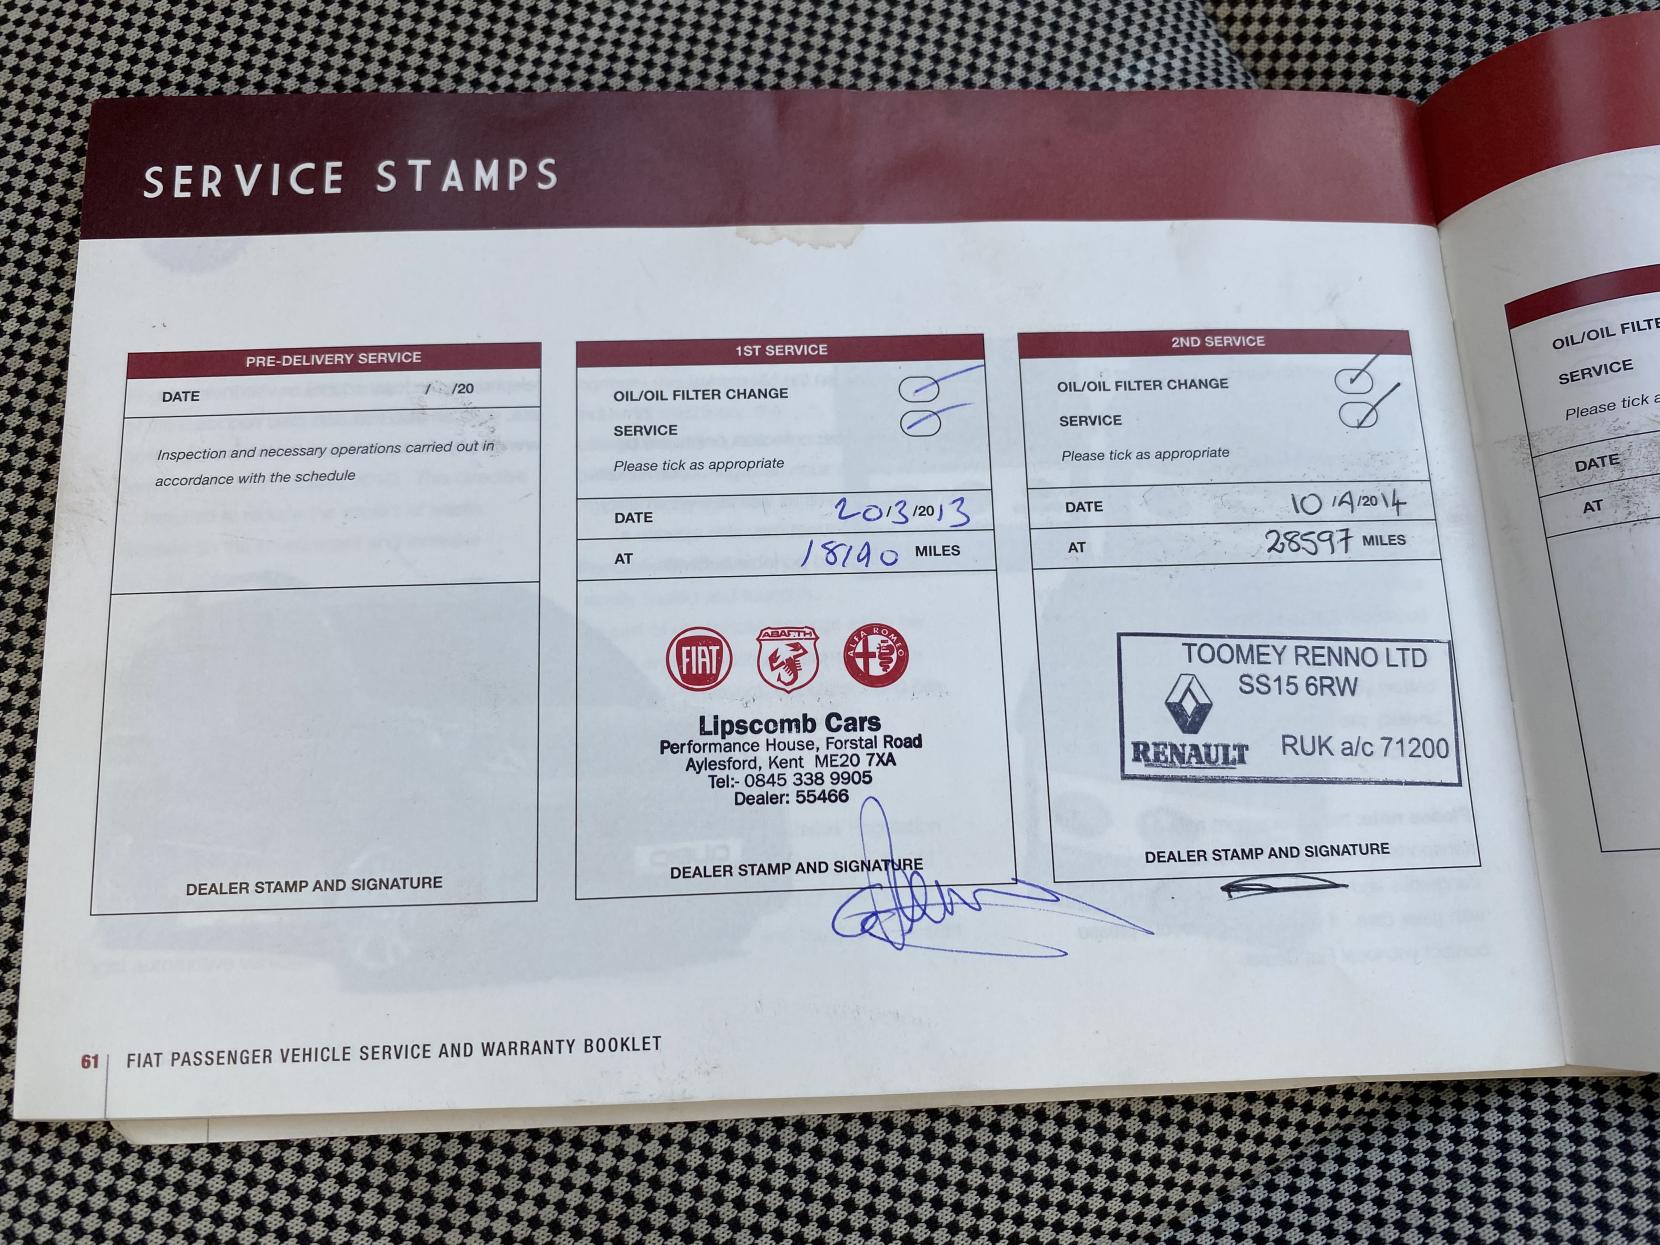 SERVICE STAMPS
PRE-DELIVERY SERVICE
DATE / /20
Inspection and necessary operations carried out in
accordance with the schedule
DEALER STAMP AND SIGNATURE
1ST SERVICE
OIL/OIL FILTER CHANGE
SERVICE
Please tick as appropriate
DATE 20/3/2013
AT 18190 MILES
FIAT
ABARTH
ALFA ROMEO
Lipscomb Cars
Performance House, Forstal Road
Aylesford, Kent ME20 7XA
Tel:- 0845 338 9905
Dealer: 55466
DEALER STAMP AND SIGNATURE
2ND SERVICE
OIL/OIL FILTER CHANGE
SERVICE
Please tick as appropriate
DATE 10/4/2014
AT 28597 MILES
TOOMEY RENNO LTD
SS15 6RW
RENAULT RUK a/c 71200
DEALER STAMP AND SIGNATURE
OIL/OIL FILTE
SERVICE
Please tick a
DATE
AT
61 FIAT PASSENGER VEHICLE SERVICE AND WARRANTY BOOKLET